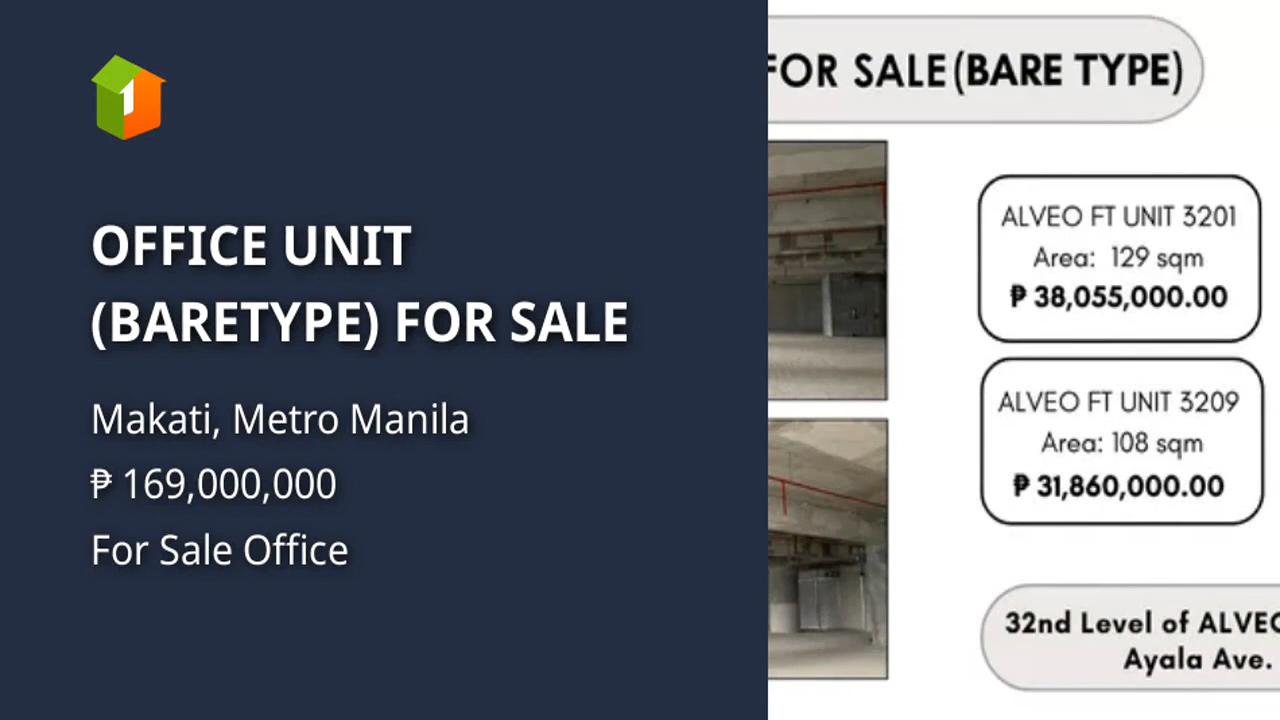 OFFICE UNIT
(BARETYPE) FOR SALE
Makati, Metro Manila
₱ 169,000,000
For Sale Office
FOR SALE (BARE TYPE)
ALVEO FT UNIT 3201
Area: 129 sqm
₱ 38,055,000.00
ALVEO FT UNIT 3209
Area: 108 sqm
₱ 31,860,000.00
32nd Level of ALVEO
Ayala Ave.